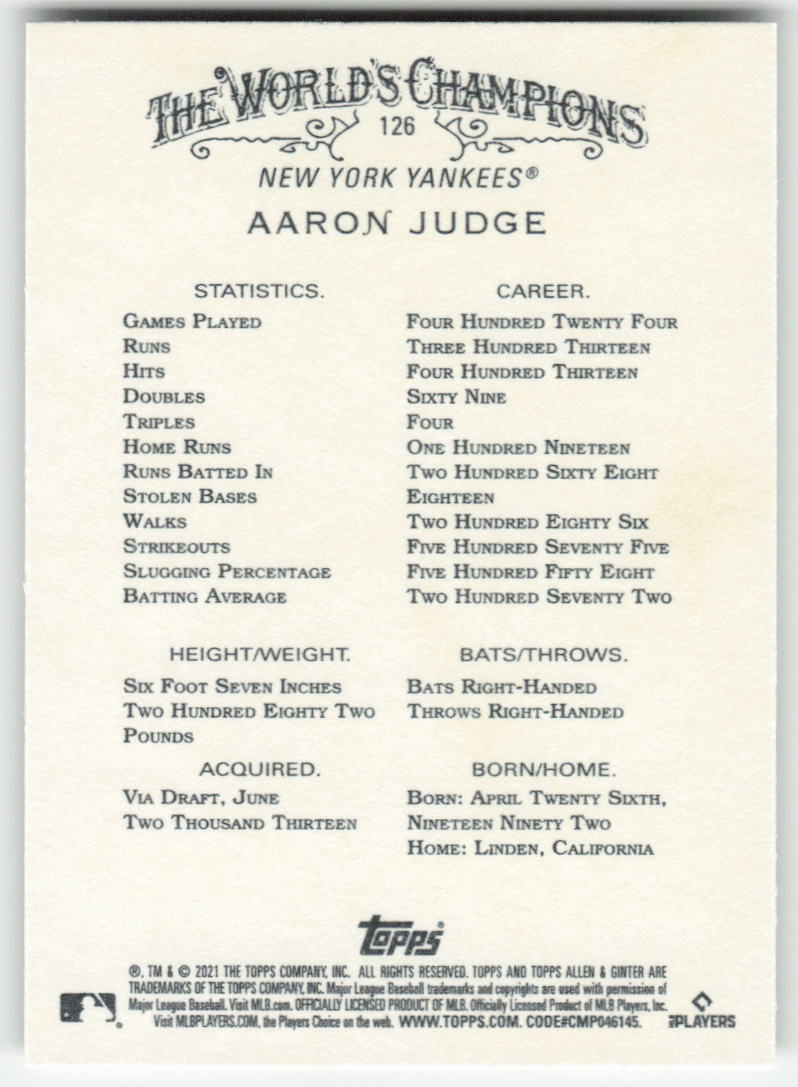 THE WORLD'S CHAMPIONS
126
NEW YORK YANKEES®
AARON JUDGE
STATISTICS. CAREER.
GAMES PLAYED FOUR HUNDRED TWENTY FOUR
RUNS THREE HUNDRED THIRTEEN
HITS FOUR HUNDRED THIRTEEN
DOUBLES SIXTY NINE
TRIPLES FOUR
HOME RUNS ONE HUNDRED NINETEEN
RUNS BATTED IN TWO HUNDRED SIXTY EIGHT
STOLEN BASES EIGHTEEN
WALKS TWO HUNDRED EIGHTY SIX
STRIKEOUTS FIVE HUNDRED SEVENTY FIVE
SLUGGING PERCENTAGE FIVE HUNDRED FIFTY EIGHT
BATTING AVERAGE TWO HUNDRED SEVENTY TWO
HEIGHT/WEIGHT. BATS/THROWS.
SIX FOOT SEVEN INCHES BATS RIGHT-HANDED
TWO HUNDRED EIGHTY TWO THROWS RIGHT-HANDED
POUNDS
ACQUIRED. BORN/HOME.
VIA DRAFT, JUNE BORN: APRIL TWENTY SIXTH,
TWO THOUSAND THIRTEEN NINETEEN NINETY TWO
HOME: LINDEN, CALIFORNIA
topps®
®, TM & © 2021 THE TOPPS COMPANY, INC. ALL RIGHTS RESERVED. TOPPS AND TOPPS ALLEN & GINTER ARE
TRADEMARKS OF THE TOPPS COMPANY, INC. Major League Baseball trademarks and copyrights are used with permission of
Major League Baseball. Visit MLB.com. OFFICIALLY LICENSED PRODUCT OF MLB. Officially Licensed Product of MLB Players, Inc.
Visit MLBPLAYERS.COM, the Players Choice on the web. WWW.TOPPS.COM. CODE#CMP046145.
MLB PLAYERS